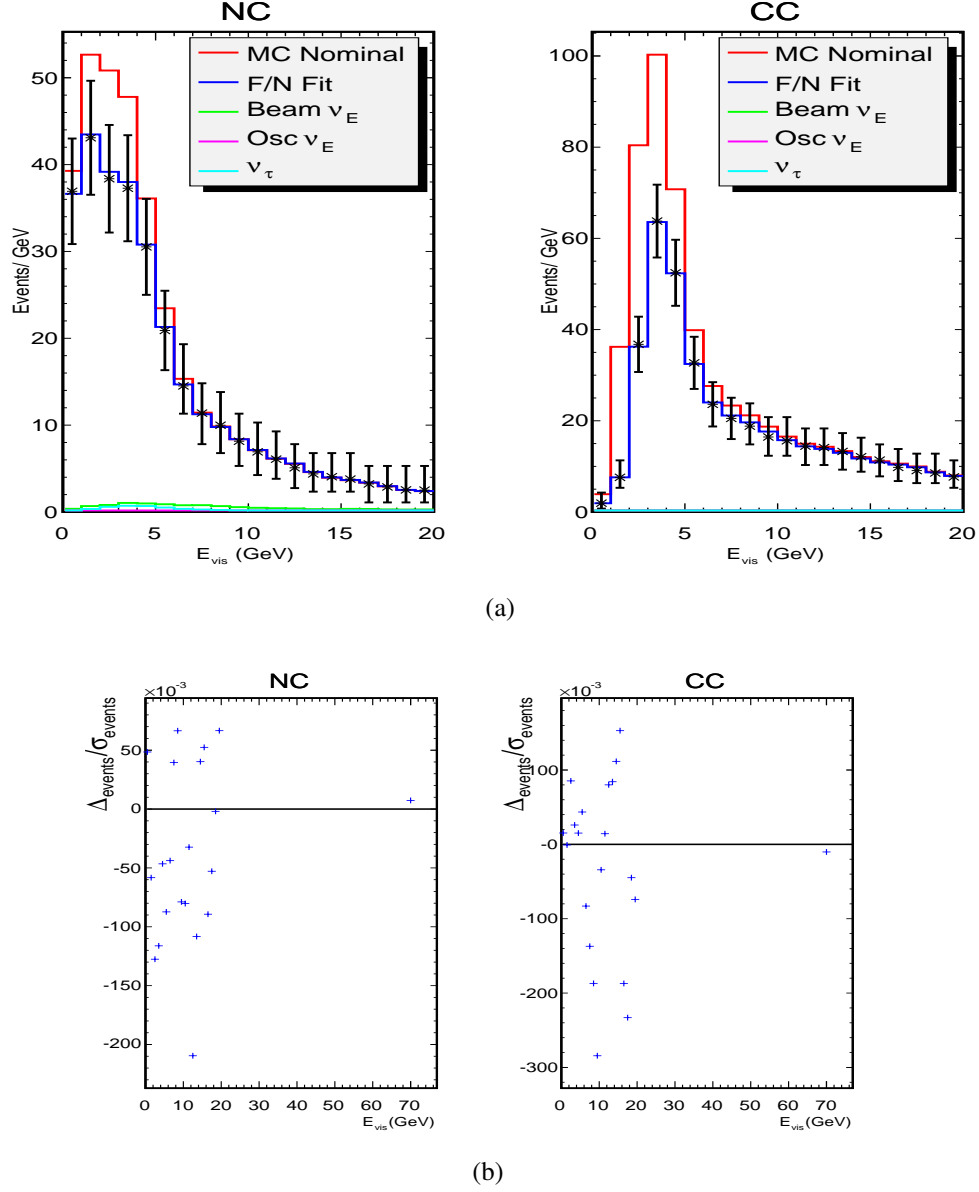 NC
CC
MC Nominal
F/N Fit
Beam ν_E
Osc ν_E
ν_τ
MC Nominal
F/N Fit
Beam ν_E
Osc ν_E
ν_τ
Events/ GeV
50
40
30
20
10
0
0 5 10 15 20
E_vis (GeV)
Events/ GeV
100
80
60
40
20
0
0 5 10 15 20
E_vis (GeV)
(a)
NC
×10⁻³
Δ_events/σ_events
50
0
-50
-100
-150
-200
0 10 20 30 40 50 60 70
E_vis(GeV)
CC
×10⁻³
Δ_events/σ_events
100
-0
-100
-200
-300
0 10 20 30 40 50 60 70
E_vis(GeV)
(b)